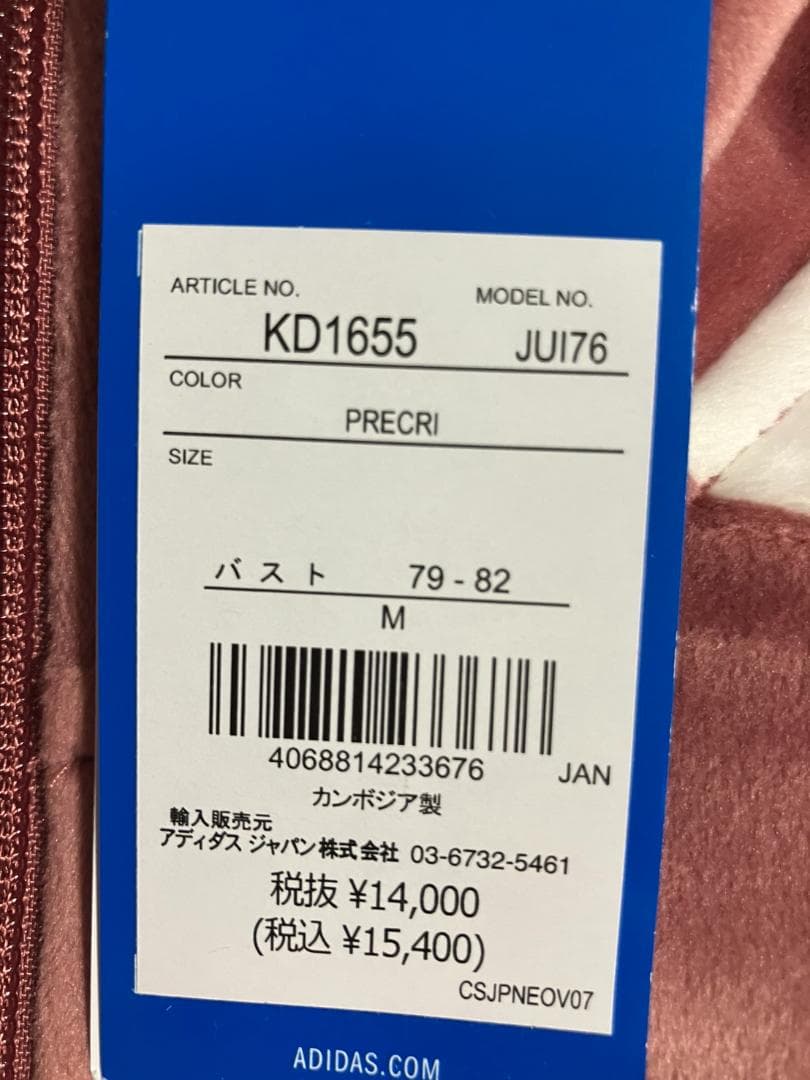 ARTICLE NO. MODEL NO.
KD1655 JUI76
COLOR
PRECRI
SIZE
バスト 79 - 82
M
4068814233676 JAN
カンボジア製
輸入販売元
アディダス ジャパン株式会社 03-6732-5461
税抜 ¥14,000
(税込 ¥15,400)
CSJPNEOV07
ADIDAS.COM